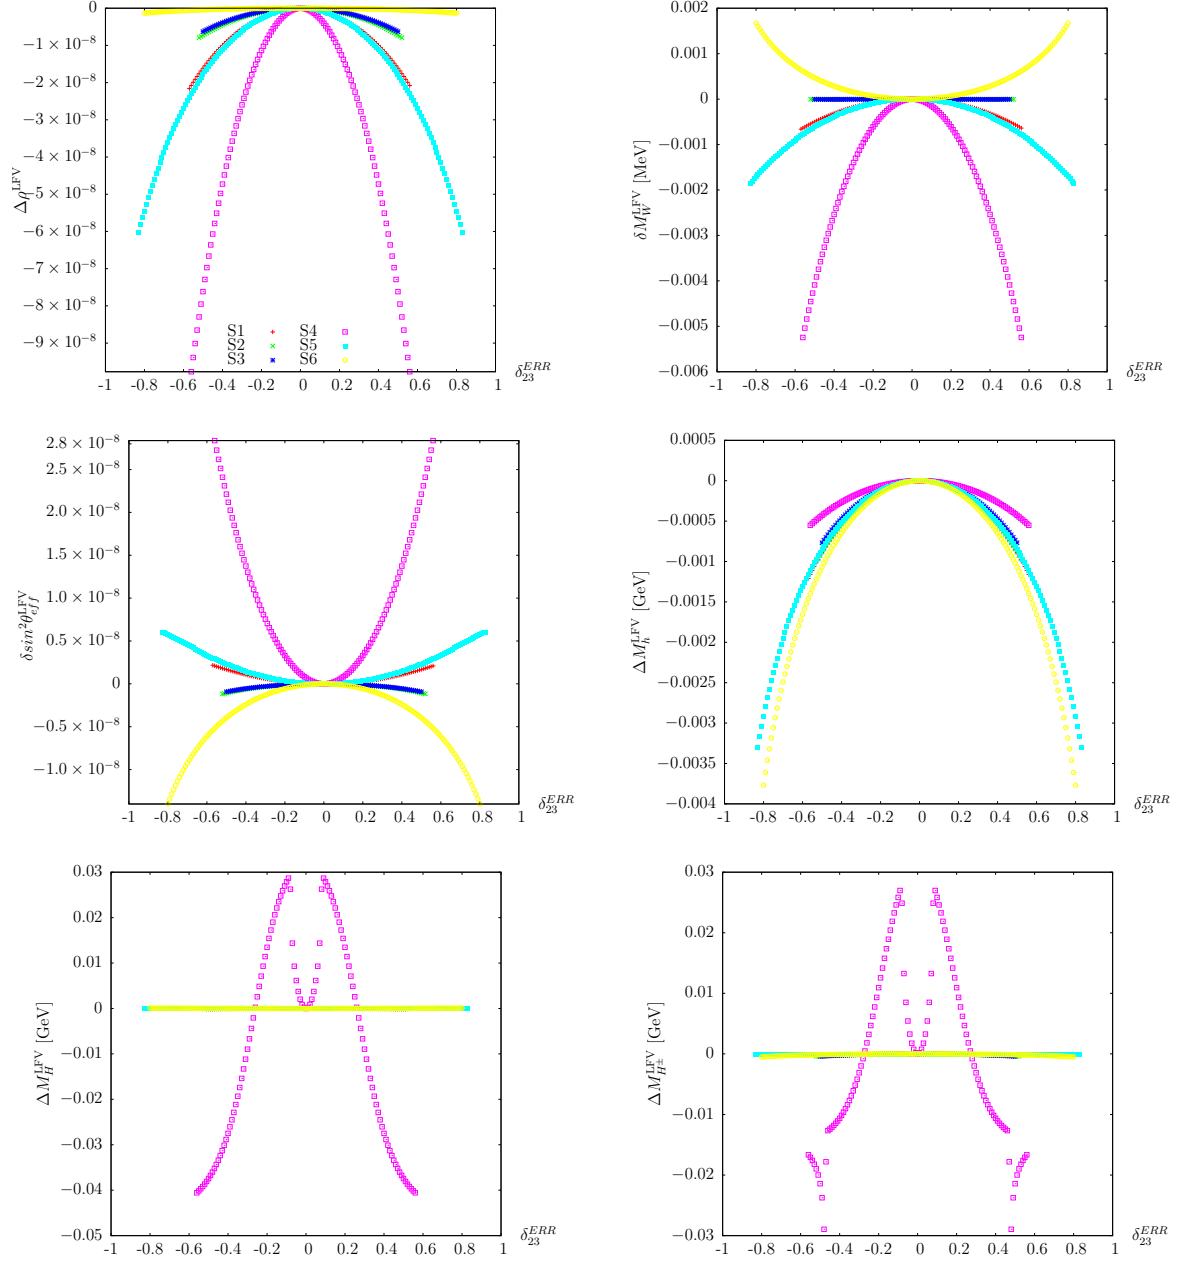 0
−1 × 10⁻⁸
−2 × 10⁻⁸
−3 × 10⁻⁸
−4 × 10⁻⁸
−5 × 10⁻⁸
−6 × 10⁻⁸
−7 × 10⁻⁸
−8 × 10⁻⁸
−9 × 10⁻⁸
Δρ^LFV
S1 S4
S2 S5
S3 S6
-1 -0.8 -0.6 -0.4 -0.2 0 0.2 0.4 0.6 0.8 1
δ₂₃^ERR
0.002
0.001
0
−0.001
−0.002
−0.003
−0.004
−0.005
−0.006
δM_W^LFV [MeV]
-1 -0.8 -0.6 -0.4 -0.2 0 0.2 0.4 0.6 0.8 1
δ₂₃^ERR
2.8 × 10⁻⁸
2.5 × 10⁻⁸
2.0 × 10⁻⁸
1.5 × 10⁻⁸
1.0 × 10⁻⁸
0.5 × 10⁻⁸
0
−0.5 × 10⁻⁸
−1.0 × 10⁻⁸
δsin²θ_eff^LFV
-1 -0.8 -0.6 -0.4 -0.2 0 0.2 0.4 0.6 0.8 1
δ₂₃^ERR
0.0005
0
−0.0005
−0.001
−0.0015
−0.002
−0.0025
−0.003
−0.0035
−0.004
ΔM_h^LFV [GeV]
-1 -0.8 -0.6 -0.4 -0.2 0 0.2 0.4 0.6 0.8 1
δ₂₃^ERR
0.03
0.02
0.01
0
−0.01
−0.02
−0.03
−0.04
−0.05
ΔM_H^LFV [GeV]
-1 -0.8 -0.6 -0.4 -0.2 0 0.2 0.4 0.6 0.8 1
δ₂₃^ERR
0.03
0.02
0.01
0
−0.01
−0.02
−0.03
ΔM_H±^LFV [GeV]
-1 -0.8 -0.6 -0.4 -0.2 0 0.2 0.4 0.6 0.8 1
δ₂₃^ERR